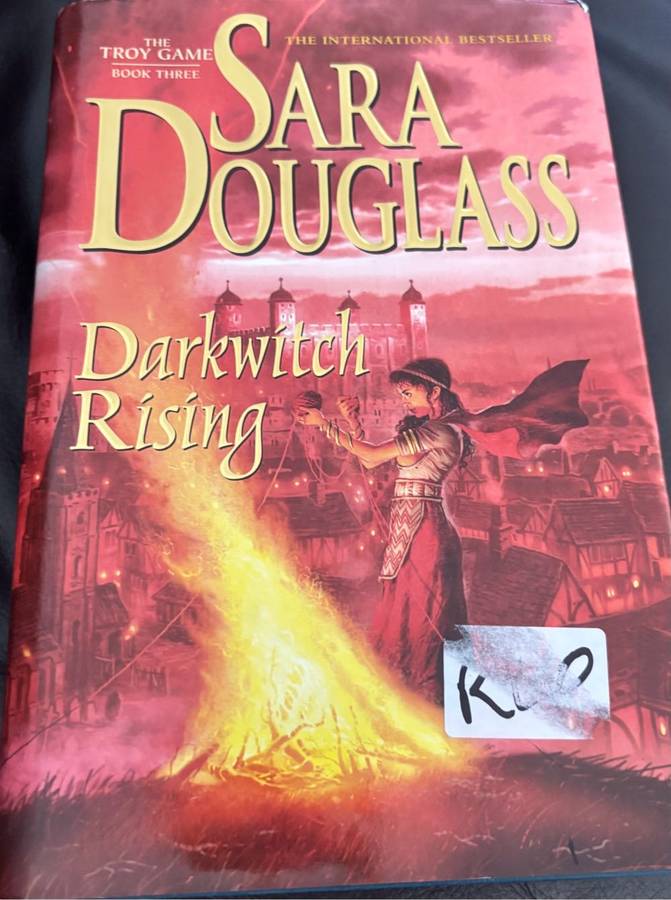 THE
TROY GAME
BOOK THREE
THE INTERNATIONAL BESTSELLER
SARA
DOUGLASS
Darkwitch
Rising